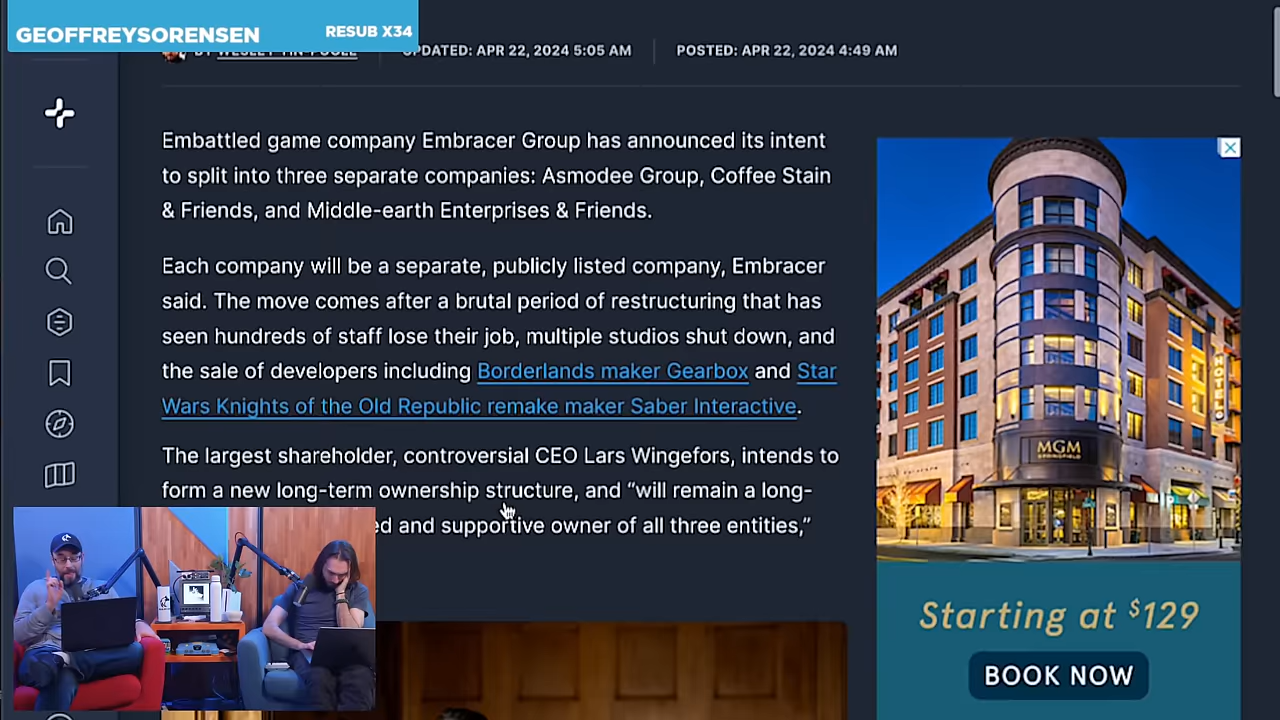 GEOFFREYSORENSEN
RESUB X34
BY WESLEY YIN-POOLE
UPDATED: APR 22, 2024 5:05 AM
POSTED: APR 22, 2024 4:49 AM
Embattled game company Embracer Group has announced its intent
to split into three separate companies: Asmodee Group, Coffee Stain
& Friends, and Middle-earth Enterprises & Friends.
Each company will be a separate, publicly listed company, Embracer
said. The move comes after a brutal period of restructuring that has
seen hundreds of staff lose their job, multiple studios shut down, and
the sale of developers including Borderlands maker Gearbox and Star
Wars Knights of the Old Republic remake maker Saber Interactive.
The largest shareholder, controversial CEO Lars Wingefors, intends to
form a new long-term ownership structure, and “will remain a long-
ed and supportive owner of all three entities,”
HOTEL
MGM
SPRINGFIELD
Starting at $129
BOOK NOW